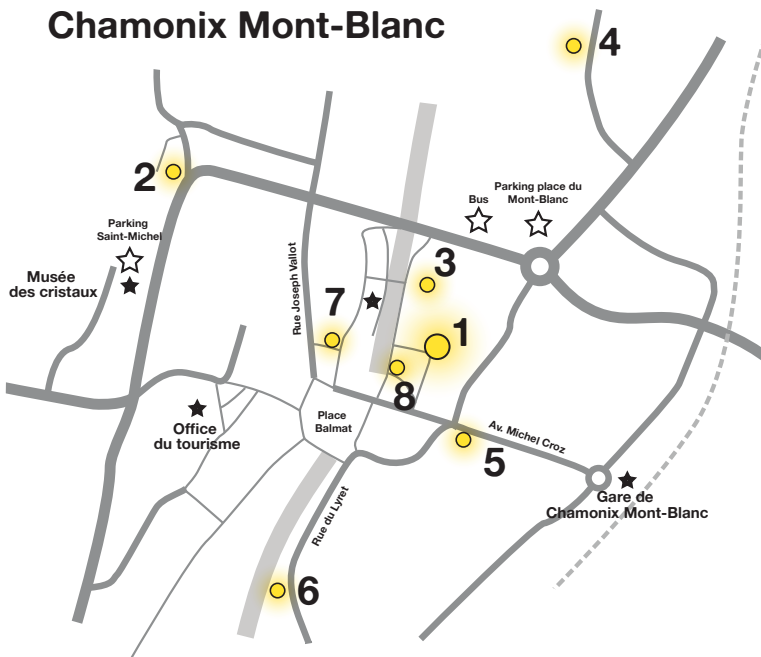 Chamonix Mont-Blanc
4
2
Bus
Parking place du
Mont-Blanc
Parking
Saint-Michel
Musée
des cristaux
3
Rue Joseph Vallot
7
1
8
Place
Balmat
Office
du tourisme
Av. Michel Croz
5
Gare de
Chamonix Mont-Blanc
Rue du Lyret
6